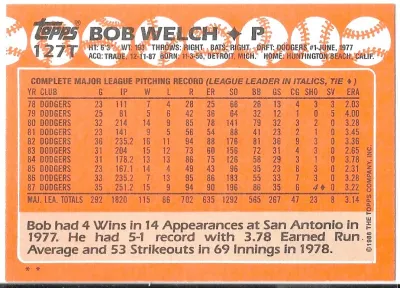 Topps
127T
BOB WELCH ♦ P
HT: 6'3" WT: 193 THROWS: RIGHT BATS: RIGHT DRFT: DODGERS #1-JUNE, 1977
ACQ: TRADE, 12-11-87 BORN: 11-3-56, DETROIT, MICH. HOME: HUNTINGTON BEACH, CALIF.
COMPLETE MAJOR LEAGUE PITCHING RECORD (LEAGUE LEADER IN ITALICS, TIE ♦)
YR CLUB G IP W L R ER SO BB GS CG SHO SV ERA
78 DODGERS 23 111 7 4 28 25 66 26 13 4 3 3 2.03
79 DODGERS 29 81 5 6 42 36 64 32 12 1 0 5 4.00
80 DODGERS 32 214 14 9 85 78 141 79 32 3 2 0 3.28
81 DODGERS 23 141 9 5 56 54 88 41 23 2 1 0 3.45
82 DODGERS 36 235.2 16 11 94 88 176 81 36 9 3 0 3.36
83 DODGERS 31 204 15 12 73 60 156 72 31 4 3 0 2.65
84 DODGERS 31 178.2 13 13 86 75 126 58 29 3 1 0 3.78
85 DODGERS 23 167.1 14 4 49 43 96 35 23 8 3 0 2.31
86 DODGERS 33 235.2 7 13 95 86 183 55 33 7 3 0 3.28
87 DODGERS 35 251.2 15 9 94 90 196 86 35 6 4♦ 0 3.22
MAJ. LEA. TOTALS 292 1820 115 86 702 635 1292 565 267 47 23 8 3.14
Bob had 4 Wins in 14 Appearances at San Antonio in
1977. He had 5-1 record with 3.78 Earned Run
Average and 53 Strikeouts in 69 Innings in 1978.
* *
©1988 THE TOPPS COMPANY, INC.